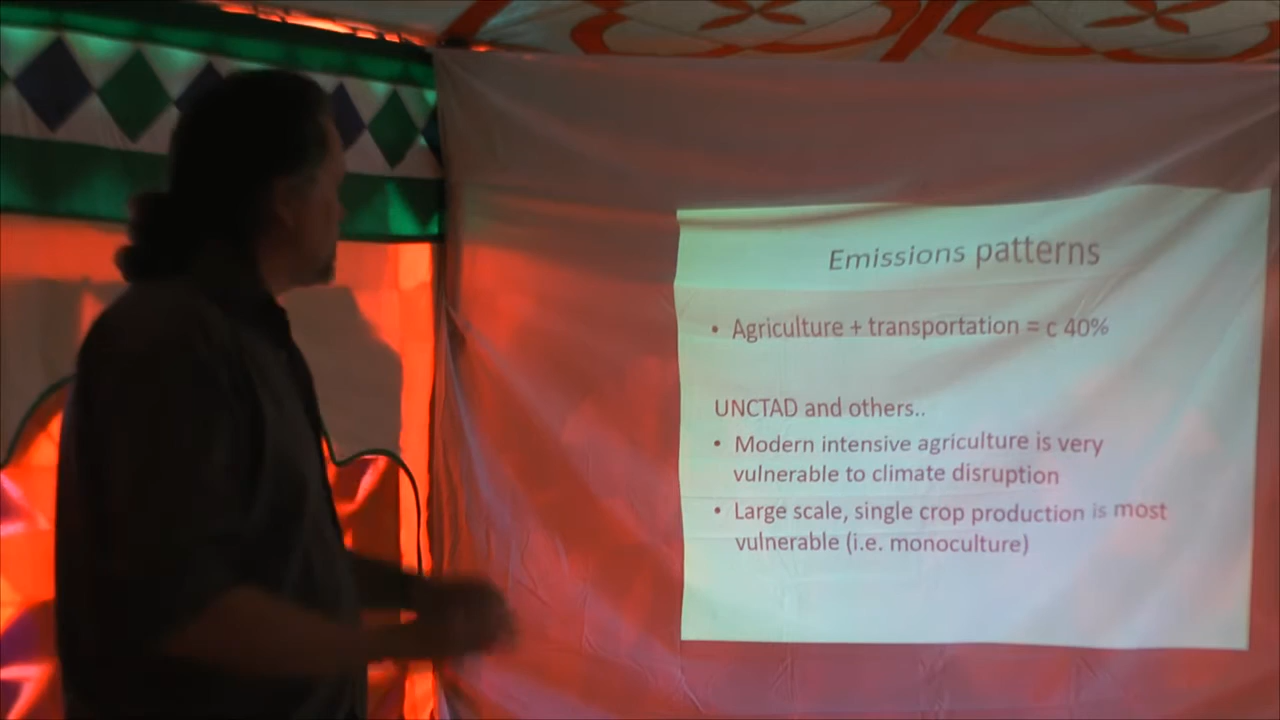 Emissions patterns
• Agriculture + transportation = c 40%
UNCTAD and others..
• Modern intensive agriculture is very
vulnerable to climate disruption
• Large scale, single crop production is most
vulnerable (i.e. monoculture)